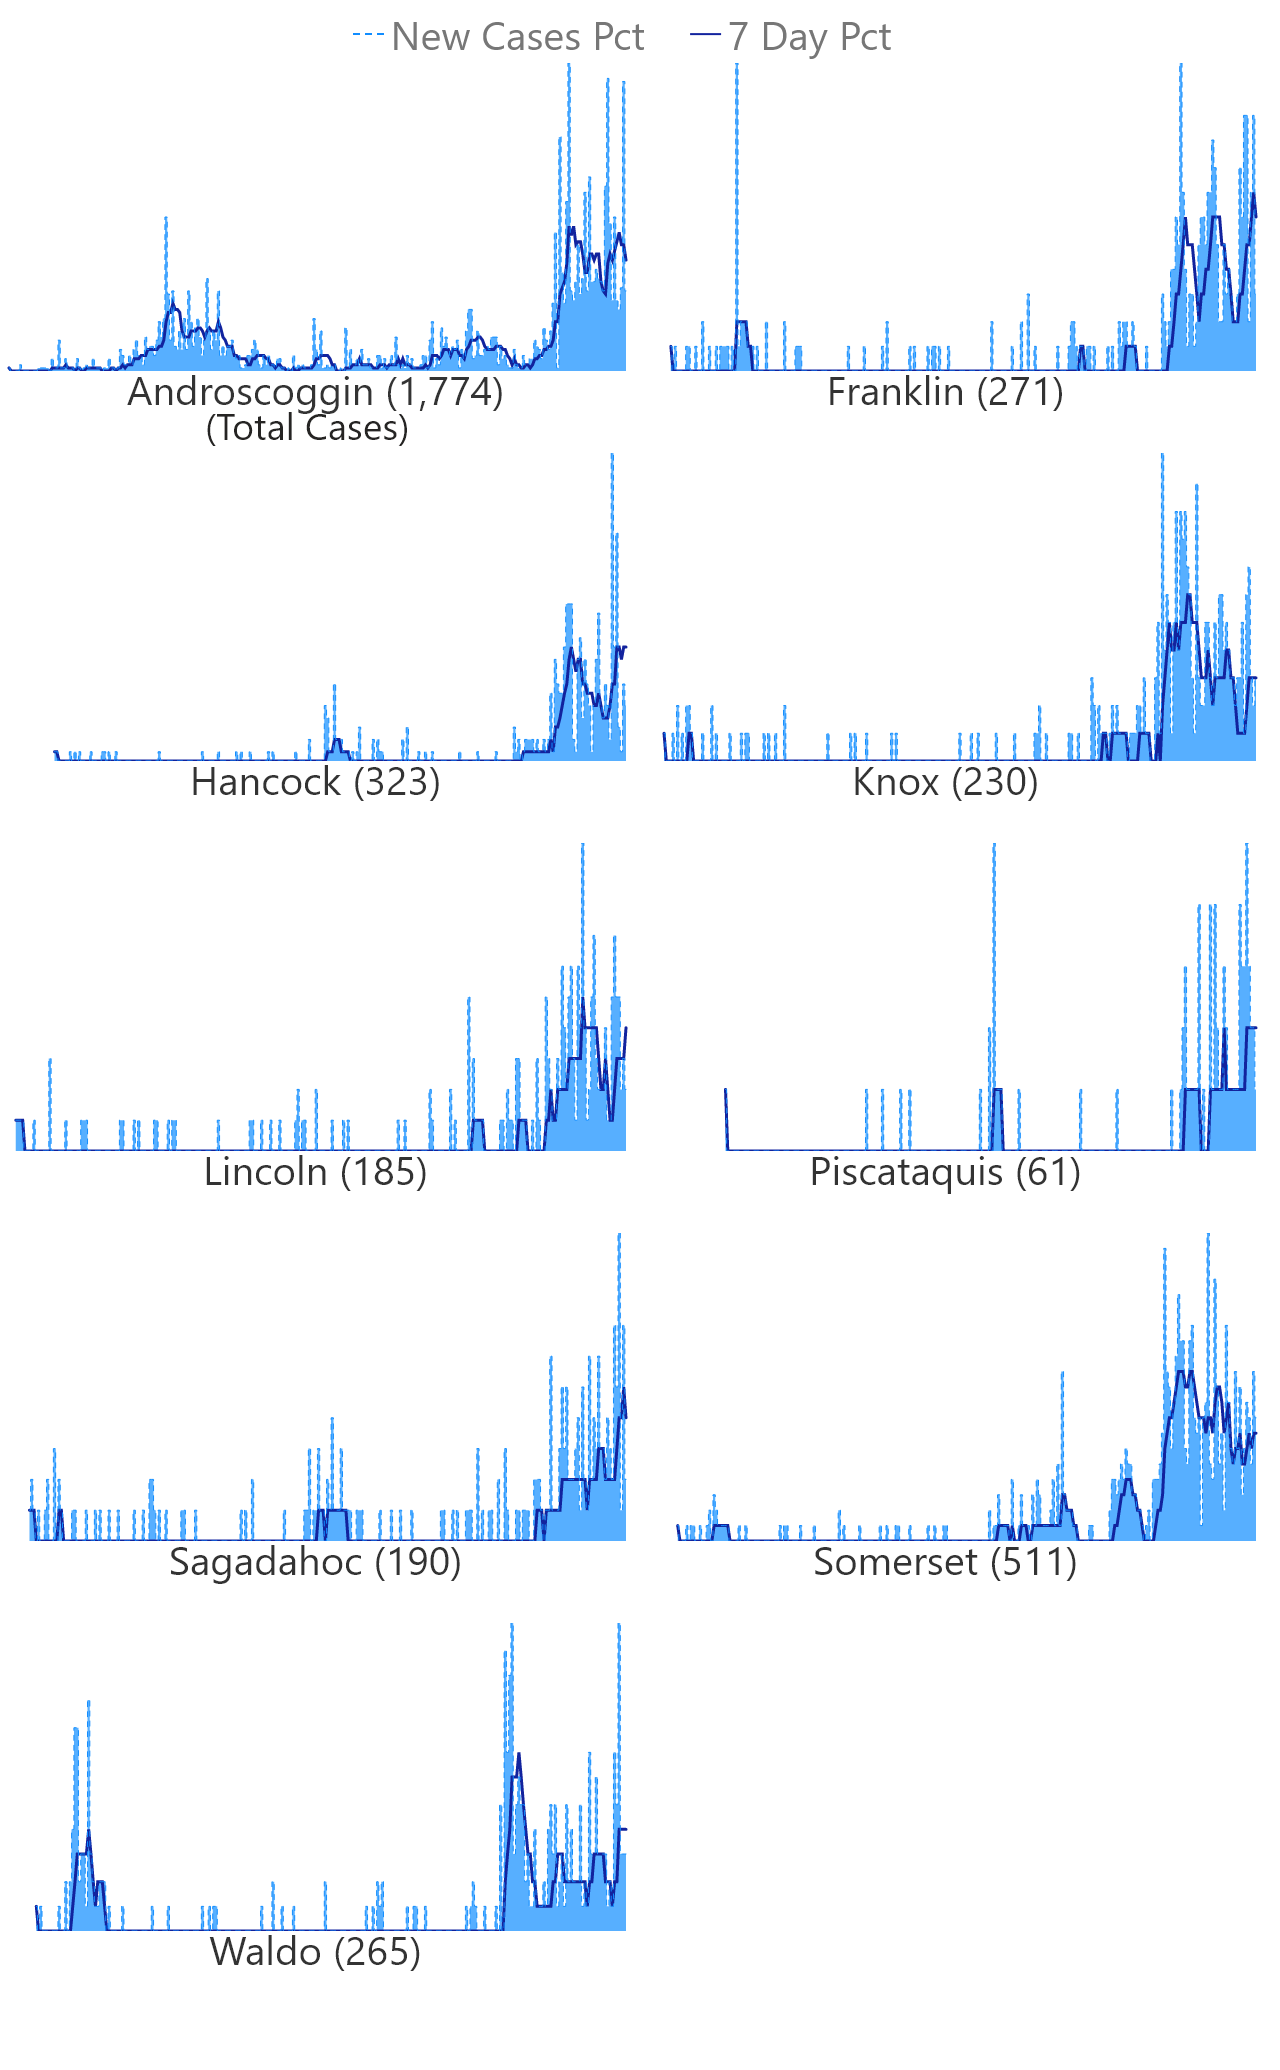 New Cases Pct 7 Day Pct
Androscoggin (1,774) Franklin (271)
(Total Cases)
Hancock (323) Knox (230)
Lincoln (185) Piscataquis (61)
Sagadahoc (190) Somerset (511)
Waldo (265)